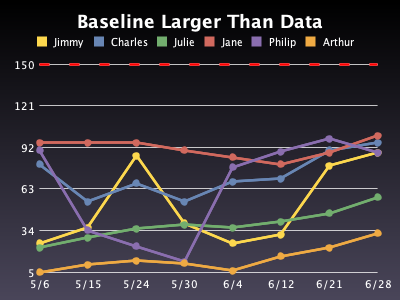 Baseline Larger Than Data
Jimmy Charles Julie Jane Philip Arthur
150
121
92
63
34
5
5/6 5/15 5/24 5/30 6/4 6/12 6/21 6/28